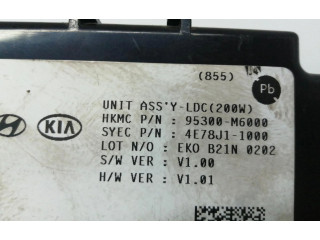 (855)
Pb
UNIT ASS'Y-LDC(200W)
KIA
HKMC P/N : 95300-M6000
SYEC P/N : 4E78J1-1000
LOT N/O : EKO B21N 0202
S/W VER : V1.00
H/W VER : V1.01